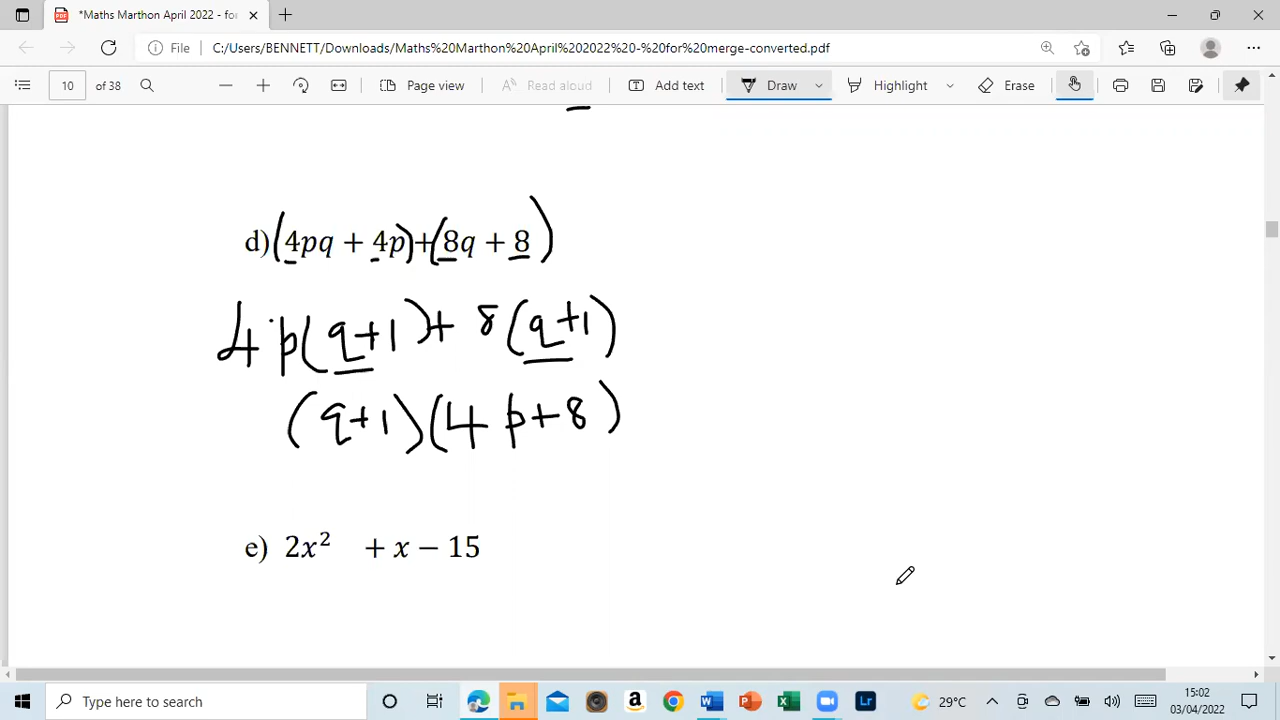 *Maths Marthon April 2022 - for
File C:/Users/BENNETT/Downloads/Maths%20Marthon%20April%202022%20-%20for%20merge-converted.pdf
10 of 38 Page view Read aloud Add text Draw Highlight Erase
d) (4pq + 4p) + (8q + 8)
4p(q+1) + 8(q+1)
(q+1)(4p+8)
e) 2x² + x − 15
Type here to search 29°C 15:02
03/04/2022